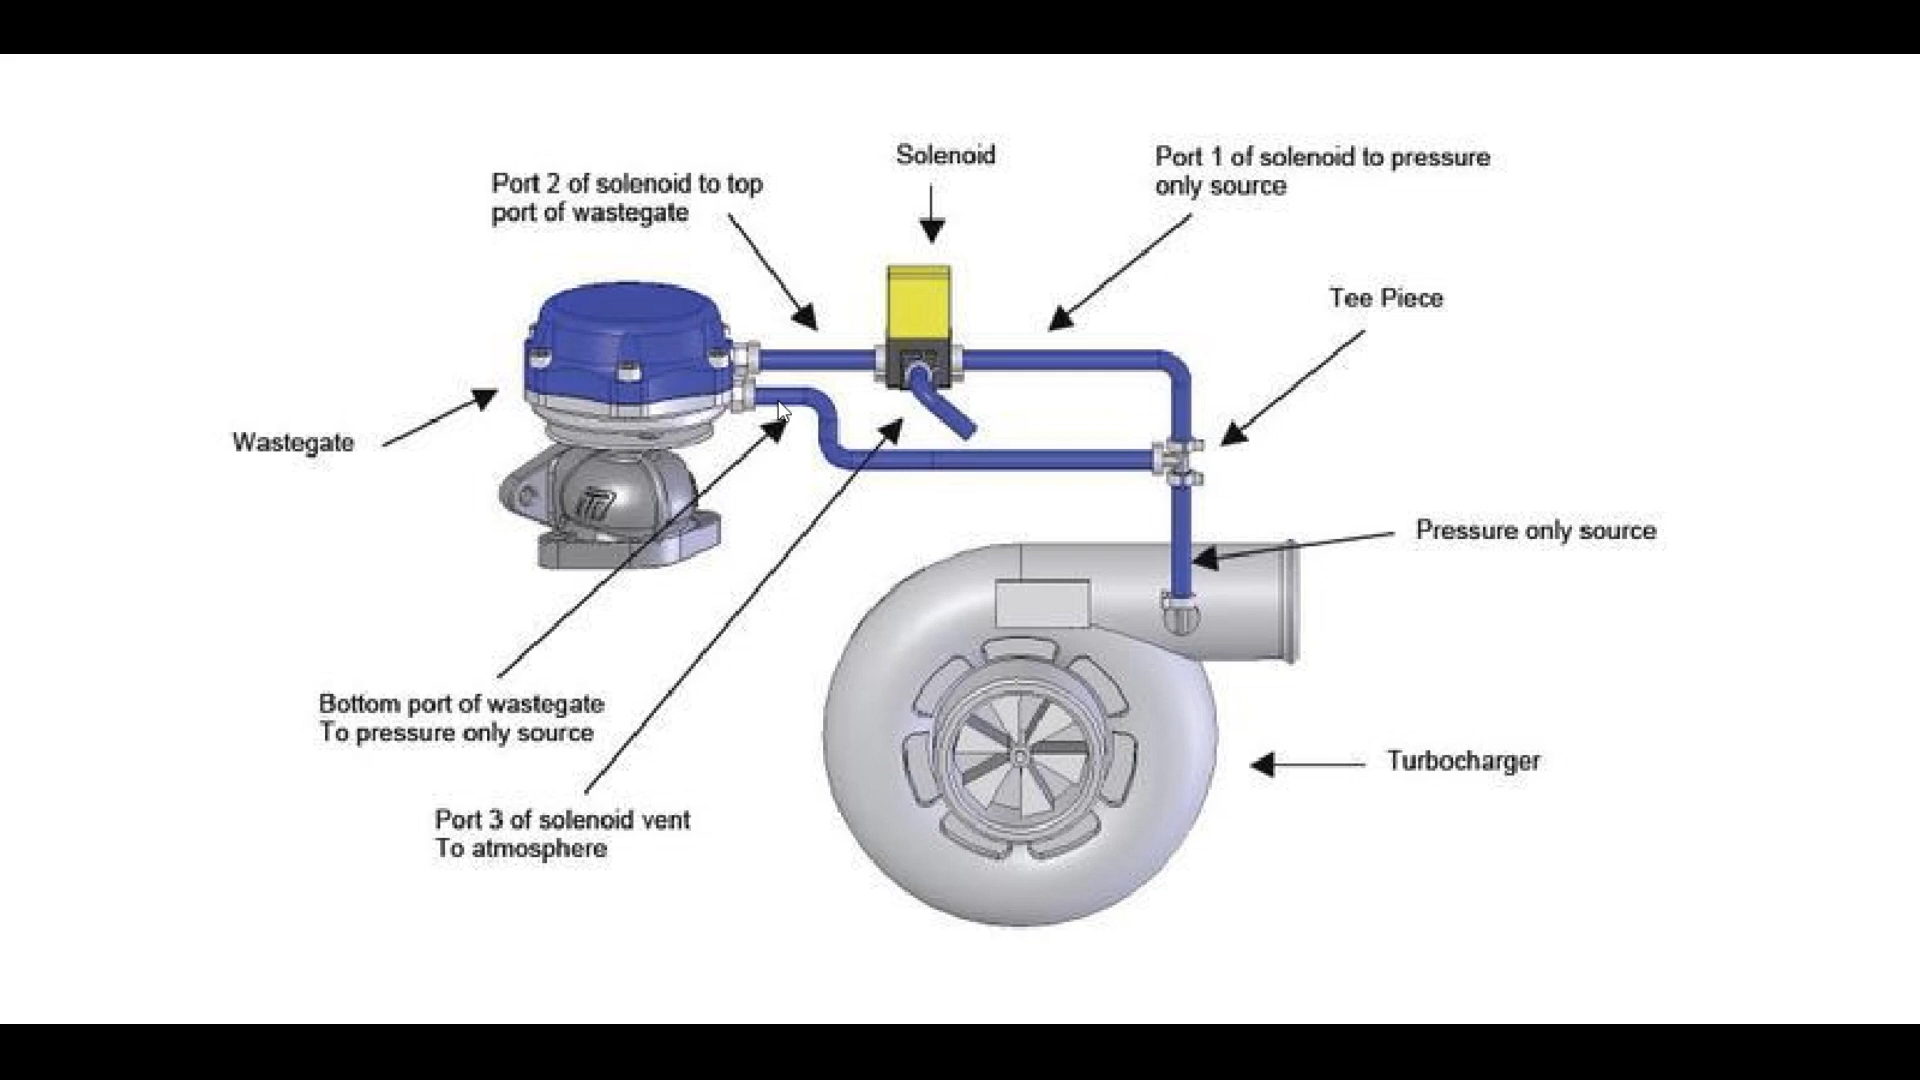 Solenoid
Port 1 of solenoid to pressure
only source
Port 2 of solenoid to top
port of wastegate
Tee Piece
Wastegate
Pressure only source
Bottom port of wastegate
To pressure only source
Turbocharger
Port 3 of solenoid vent
To atmosphere